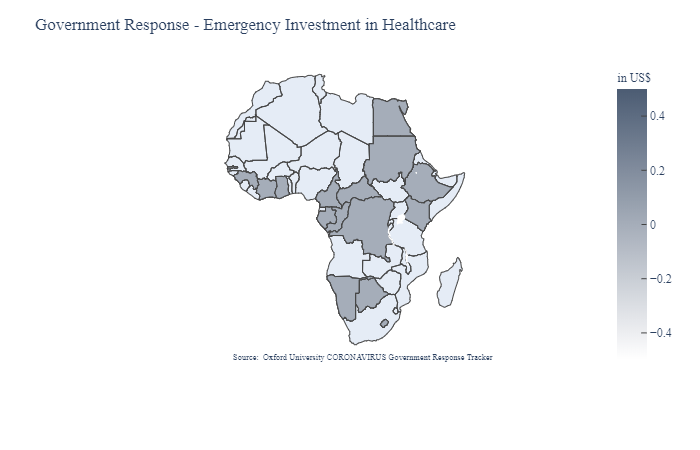 Government Response - Emergency Investment in Healthcare
in US$
0.4
0.2
0
−0.2
−0.4
Source: Oxford University CORONAVIRUS Government Response Tracker